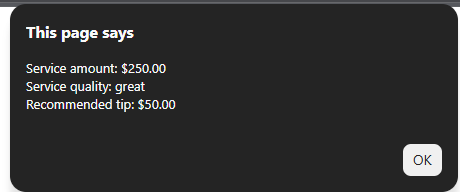 This page says
Service amount: $250.00
Service quality: great
Recommended tip: $50.00
OK